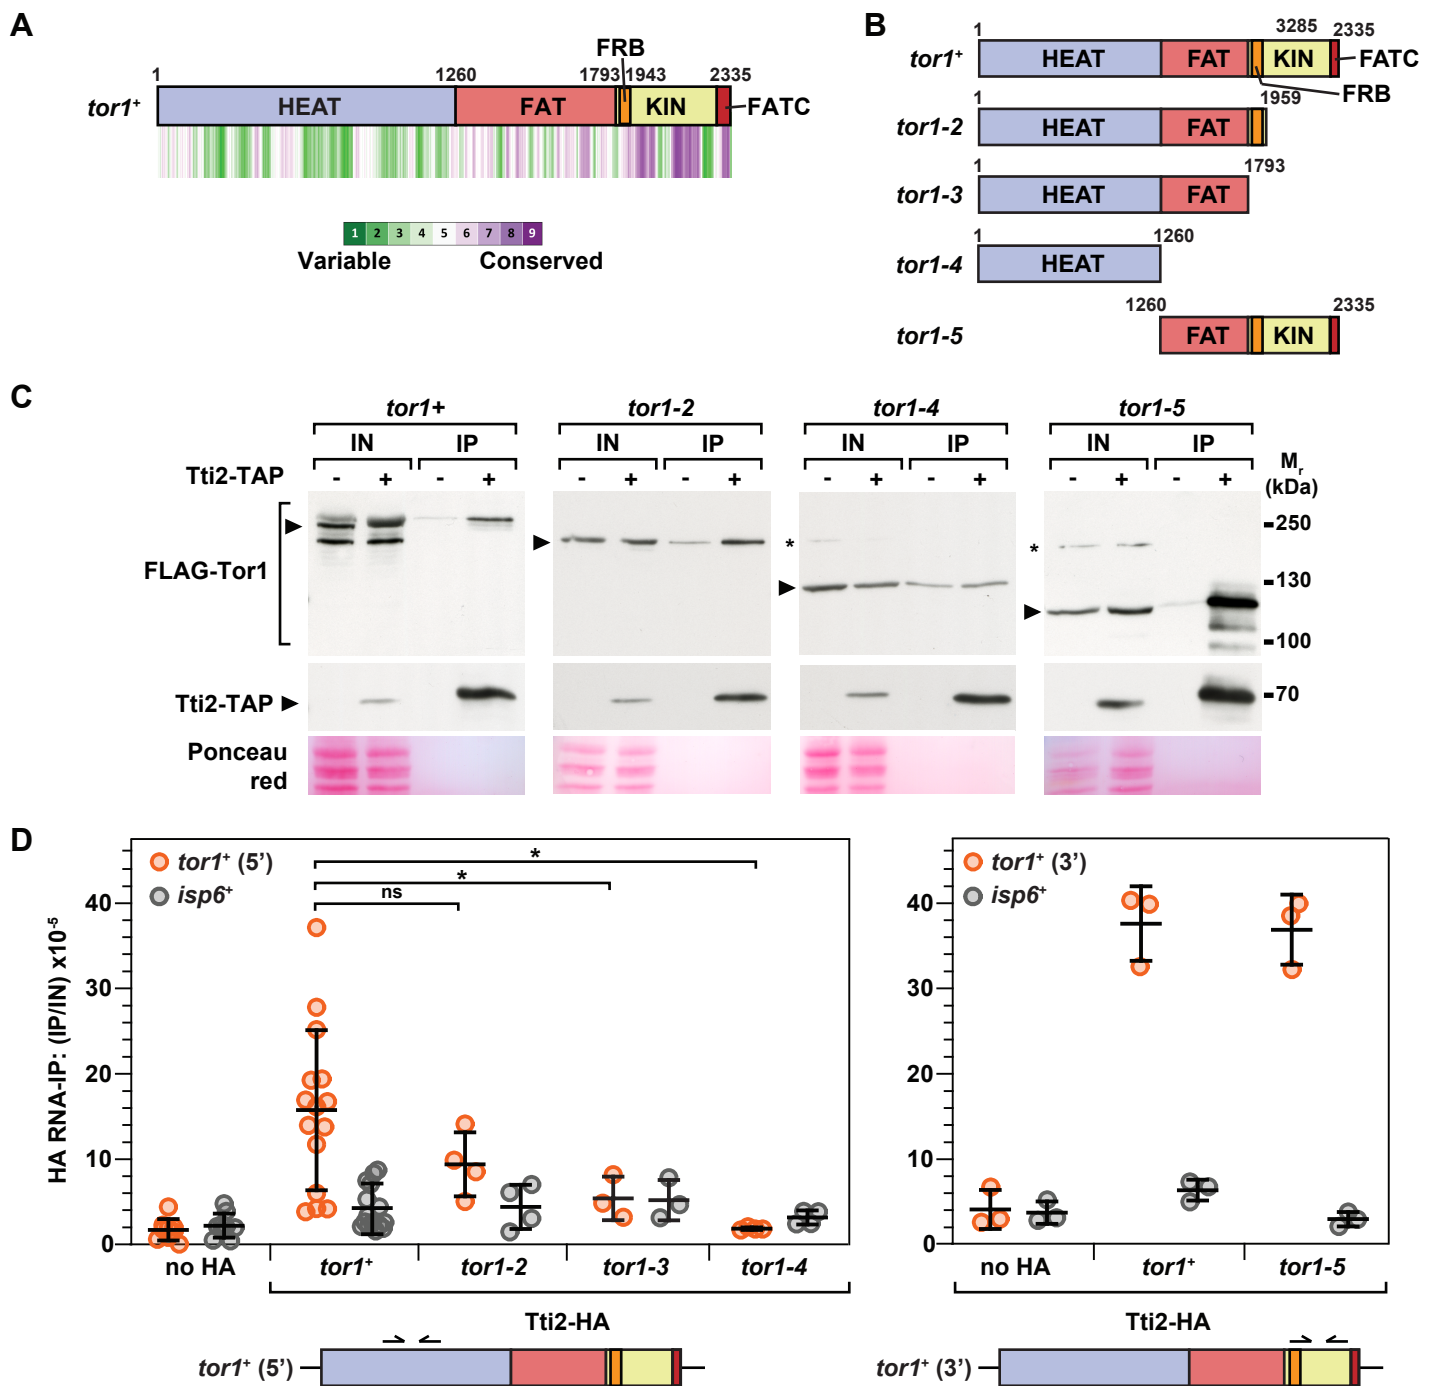 A
FRB
1 1260 1793 1943 2335
tor1+ HEAT FAT KIN FATC
1 2 3 4 5 6 7 8 9
Variable Conserved
B
1 3285 2335
tor1+ HEAT FAT KIN FATC
FRB
1 1959
tor1-2 HEAT FAT
1 1793
tor1-3 HEAT FAT
1 1260
tor1-4 HEAT
1260 2335
tor1-5 FAT KIN
C
tor1+ tor1-2 tor1-4 tor1-5
IN IP IN IP IN IP IN IP
Tti2-TAP - + - + - + - + - + - + - + - +
Mr
(kDa)
250
* *
FLAG-Tor1
130
100
Tti2-TAP 70
Ponceau
red
D
HA RNA-IP: (IP/IN) x10-5
tor1+ (5’)
isp6+
*
*
ns
40
30
20
10
0
no HA tor1+ tor1-2 tor1-3 tor1-4
Tti2-HA
tor1+ (5’)
tor1+ (3’)
isp6+
40
30
20
10
0
no HA tor1+ tor1-5
Tti2-HA
tor1+ (3’)